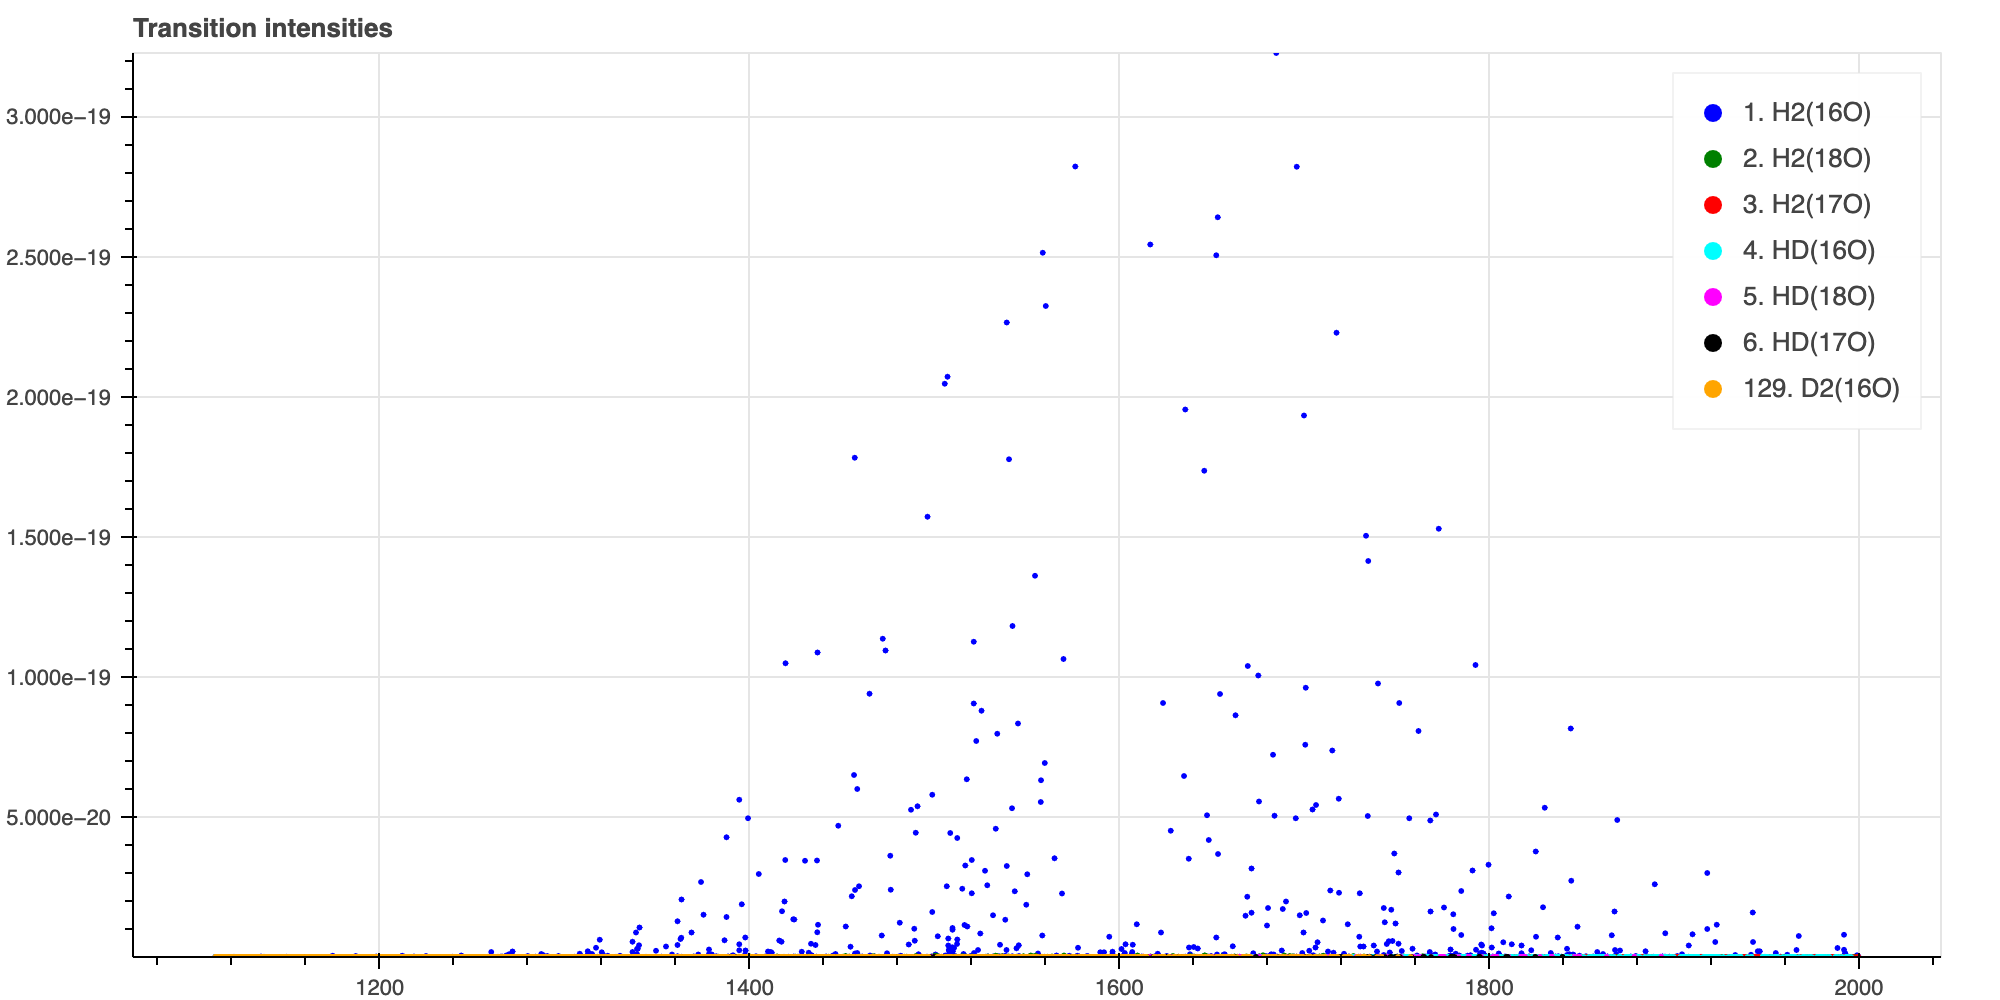 Transition intensities
3.000e−19
2.500e−19
2.000e−19
1.500e−19
1.000e−19
5.000e−20
1200
1400
1600
1800
2000
1. H2(16O)
2. H2(18O)
3. H2(17O)
4. HD(16O)
5. HD(18O)
6. HD(17O)
129. D2(16O)